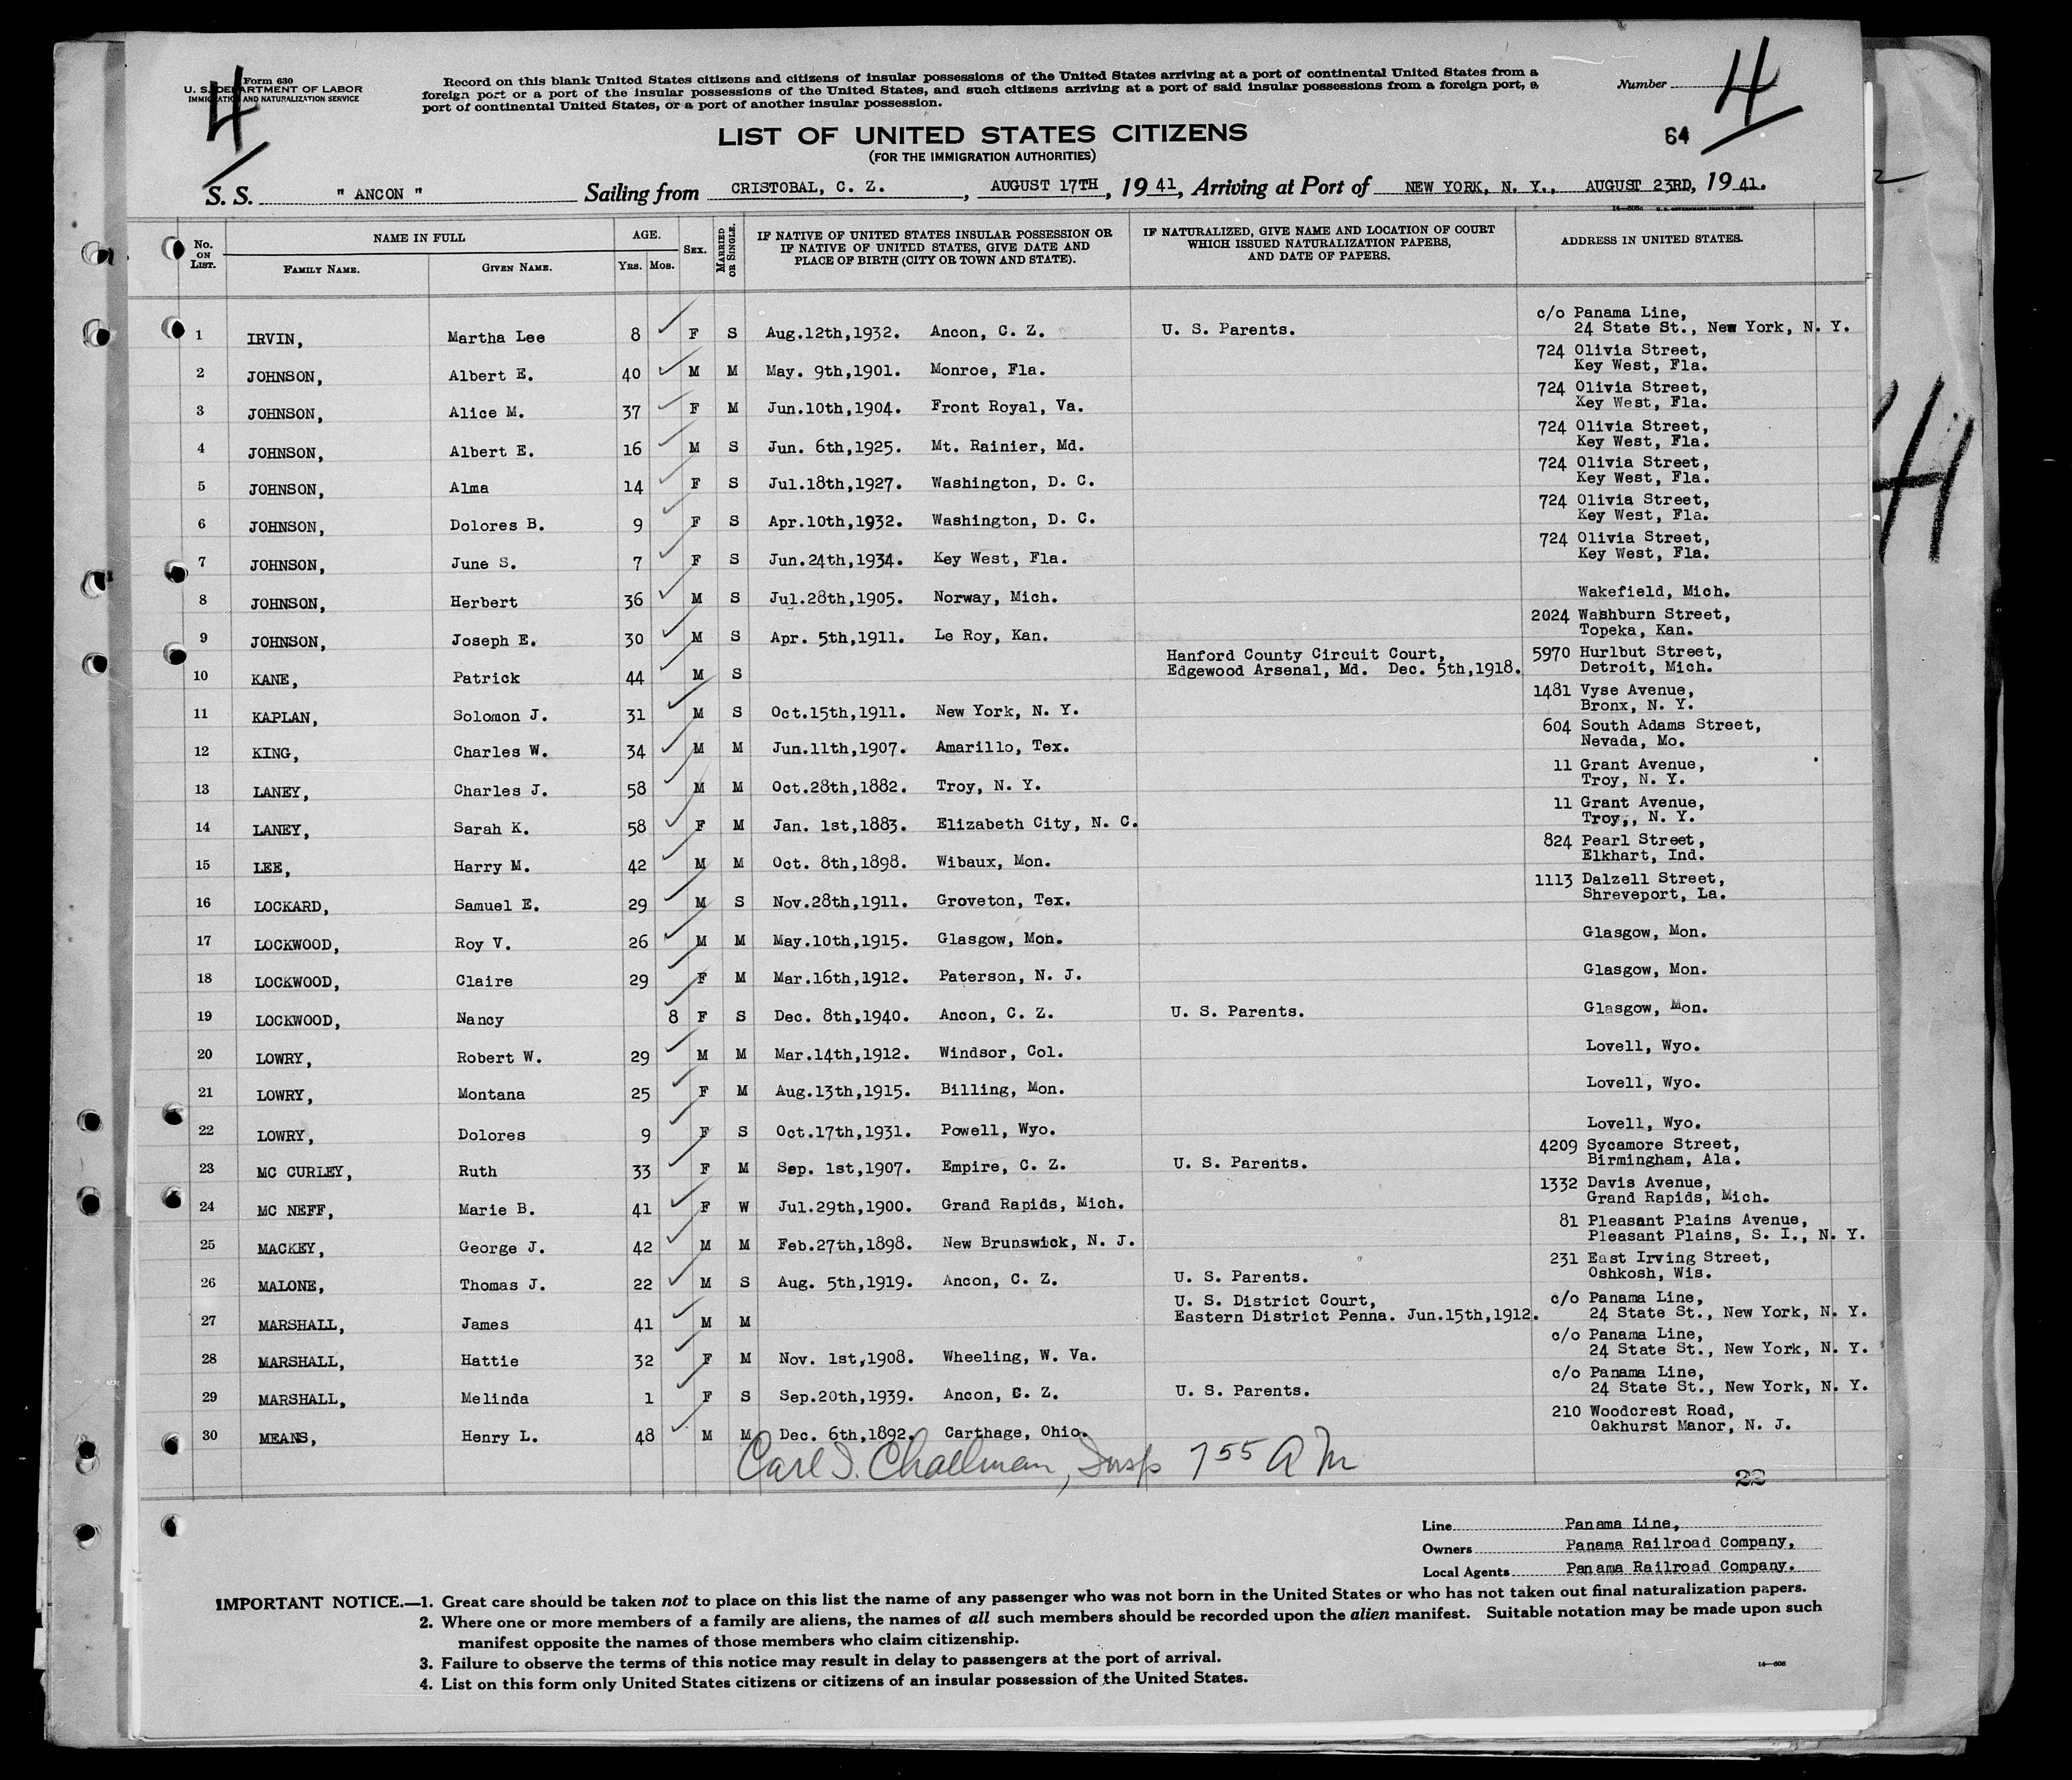 Form 630
U. S. DEPARTMENT OF LABOR
IMMIGRATION AND NATURALIZATION SERVICE
4
Record on this blank United States citizens and citizens of insular possessions of the United States arriving at a port of continental United States from a
foreign port or a port of the insular possessions of the United States, and such citizens arriving at a port of said insular possessions from a foreign port, a
port of continental United States, or a port of another insular possession.
Number 4
LIST OF UNITED STATES CITIZENS
64
(FOR THE IMMIGRATION AUTHORITIES)
S. S. " ANCON " Sailing from CRISTOBAL, C. Z., AUGUST 17TH, 19 41, Arriving at Port of NEW YORK, N. Y., AUGUST 23RD, 19 41.
No. ON LIST. NAME IN FULL FAMILY NAME. GIVEN NAME. AGE. YRS. MOS. SEX. MARRIED OR SINGLE. IF NATIVE OF UNITED STATES INSULAR POSSESSION OR IF NATIVE OF UNITED STATES, GIVE DATE AND PLACE OF BIRTH (CITY OR TOWN AND STATE). IF NATURALIZED, GIVE NAME AND LOCATION OF COURT WHICH ISSUED NATURALIZATION PAPERS, AND DATE OF PAPERS. ADDRESS IN UNITED STATES.
1 IRVIN, Martha Lee 8 F S Aug.12th,1932. Ancon, C. Z. U. S. Parents. c/o Panama Line, 24 State St., New York, N. Y.
2 JOHNSON, Albert E. 40 M M May. 9th,1901. Monroe, Fla. 724 Olivia Street, Key West, Fla.
3 JOHNSON, Alice M. 37 F M Jun.10th,1904. Front Royal, Va. 724 Olivia Street, Key West, Fla.
4 JOHNSON, Albert E. 16 M S Jun. 6th,1925. Mt. Rainier, Md. 724 Olivia Street, Key West, Fla.
5 JOHNSON, Alma 14 F S Jul.18th,1927. Washington, D. C. 724 Olivia Street, Key West, Fla.
6 JOHNSON, Dolores B. 9 F S Apr.10th,1932. Washington, D. C. 724 Olivia Street, Key West, Fla.
7 JOHNSON, June S. 7 F S Jun.24th,1934. Key West, Fla. 724 Olivia Street, Key West, Fla.
8 JOHNSON, Herbert 36 M S Jul.28th,1905. Norway, Mich. Wakefield, Mich.
9 JOHNSON, Joseph E. 30 M S Apr. 5th,1911. Le Roy, Kan. 2024 Washburn Street, Topeka, Kan.
10 KANE, Patrick 44 M S Hanford County Circuit Court, Edgewood Arsenal, Md. Dec. 5th,1918. 5970 Hurlbut Street, Detroit, Mich.
11 KAPLAN, Solomon J. 31 M S Oct.15th,1911. New York, N. Y. 1481 Vyse Avenue, Bronx, N. Y.
12 KING, Charles W. 34 M M Jun.11th,1907. Amarillo, Tex. 604 South Adams Street, Nevada, Mo.
13 LANEY, Charles J. 58 M M Oct.28th,1882. Troy, N. Y. 11 Grant Avenue, Troy, N. Y.
14 LANEY, Sarah K. 58 F M Jan. 1st,1883. Elizabeth City, N. C. 11 Grant Avenue, Troy,, N. Y.
15 LEE, Harry M. 42 M M Oct. 8th,1898. Wibaux, Mon. 824 Pearl Street, Elkhart, Ind.
16 LOCKARD, Samuel E. 29 M S Nov.28th,1911. Groveton, Tex. 1113 Dalzell Street, Shreveport, La.
17 LOCKWOOD, Roy V. 26 M M May.10th,1915. Glasgow, Mon. Glasgow, Mon.
18 LOCKWOOD, Claire 29 F M Mar.16th,1912. Paterson, N. J. Glasgow, Mon.
19 LOCKWOOD, Nancy 8 F S Dec. 8th,1940. Ancon, C. Z. U. S. Parents. Glasgow, Mon.
20 LOWRY, Robert W. 29 M M Mar.14th,1912. Windsor, Col. Lovell, Wyo.
21 LOWRY, Montana 25 F M Aug.13th,1915. Billing, Mon. Lovell, Wyo.
22 LOWRY, Dolores 9 F S Oct.17th,1931. Powell, Wyo. Lovell, Wyo.
23 MC CURLEY, Ruth 33 F M Sep. 1st,1907. Empire, C. Z. U. S. Parents. 4209 Sycamore Street, Birmingham, Ala.
24 MC NEFF, Marie B. 41 F W Jul.29th,1900. Grand Rapids, Mich. 1332 Davis Avenue, Grand Rapids, Mich.
25 MACKEY, George J. 42 M M Feb.27th,1898. New Brunswick, N. J. 81 Pleasant Plains Avenue, Pleasant Plains, S. I., N. Y.
26 MALONE, Thomas J. 22 M S Aug. 5th,1919. Ancon, C. Z. U. S. Parents. 231 East Irving Street, Oshkosh, Wis.
27 MARSHALL, James 41 M M U. S. District Court, Eastern District Penna. Jun.15th,1912. c/o Panama Line, 24 State St., New York, N. Y.
28 MARSHALL, Hattie 32 F M Nov. 1st,1908. Wheeling, W. Va. c/o Panama Line, 24 State St., New York, N. Y.
29 MARSHALL, Melinda 1 F S Sep.20th,1939. Ancon, C. Z. U. S. Parents. c/o Panama Line, 24 State St., New York, N. Y.
30 MEANS, Henry L. 48 M M Dec. 6th,1892. Carthage, Ohio. 210 Woodcrest Road, Oakhurst Manor, N. J.
Carl I. Challman, Insp 7 55 A M
22
Line Panama Line,
Owners Panama Railroad Company,
Local Agents Panama Railroad Company.
IMPORTANT NOTICE.—1. Great care should be taken not to place on this list the name of any passenger who was not born in the United States or who has not taken out final naturalization papers.
2. Where one or more members of a family are aliens, the names of all such members should be recorded upon the alien manifest. Suitable notation may be made upon such
manifest opposite the names of those members who claim citizenship.
3. Failure to observe the terms of this notice may result in delay to passengers at the port of arrival.
4. List on this form only United States citizens or citizens of an insular possession of the United States.
14—608